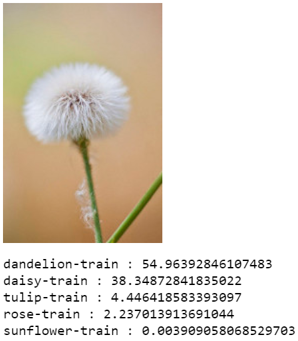 dandelion-train : 54.96392846107483
daisy-train : 38.34872841835022
tulip-train : 4.446418583393097
rose-train : 2.237013913691044
sunflower-train : 0.003909058068529703